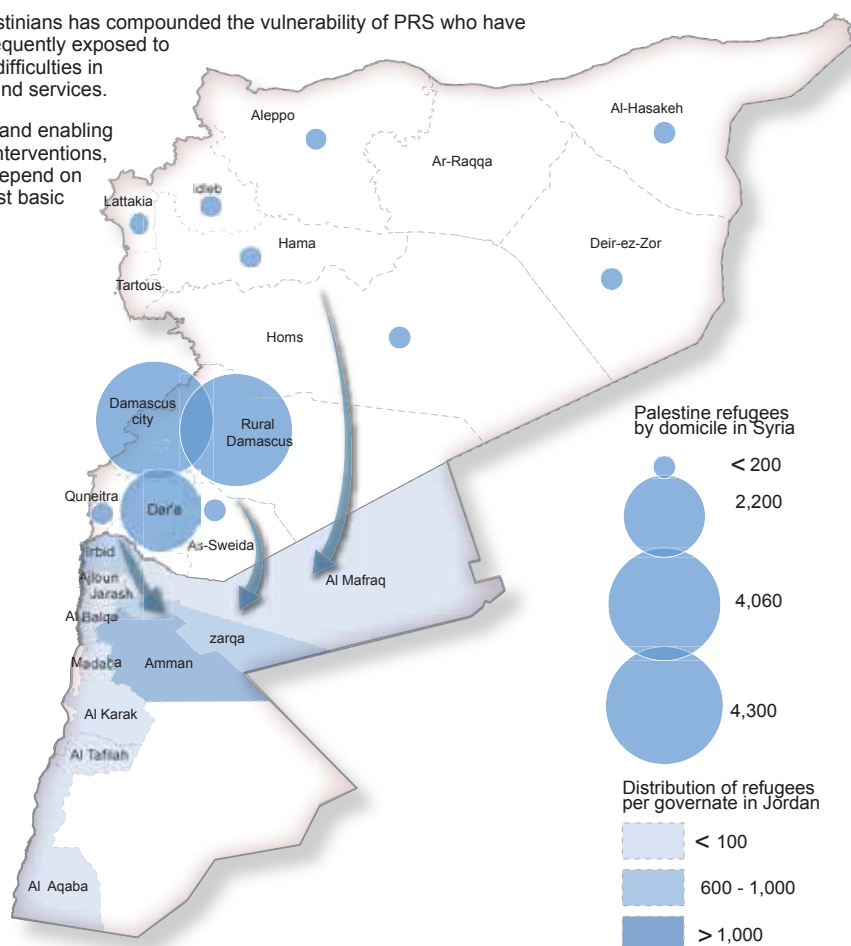 stinians has compounded the vulnerability of PRS who have
equently exposed to
difficulties in
nd services.
and enabling
nterventions,
epend on
st basic
Aleppo
Al-Hasakeh
Ar-Raqqa
Idleb
Lattakia
Hama
Deir-ez-Zor
Tartous
Homs
Damascus
city
Rural
Damascus
Quneitra
Dar'a
As-Sweida
Irbid
Ajloun
Jarash
Al Balqa
Al Mafraq
zarqa
Madaba
Amman
Al Karak
Al Tafilah
Al Aqaba
Palestine refugees
by domicile in Syria
< 200
2,200
4,060
4,300
Distribution of refugees
per governate in Jordan
< 100
600 - 1,000
> 1,000